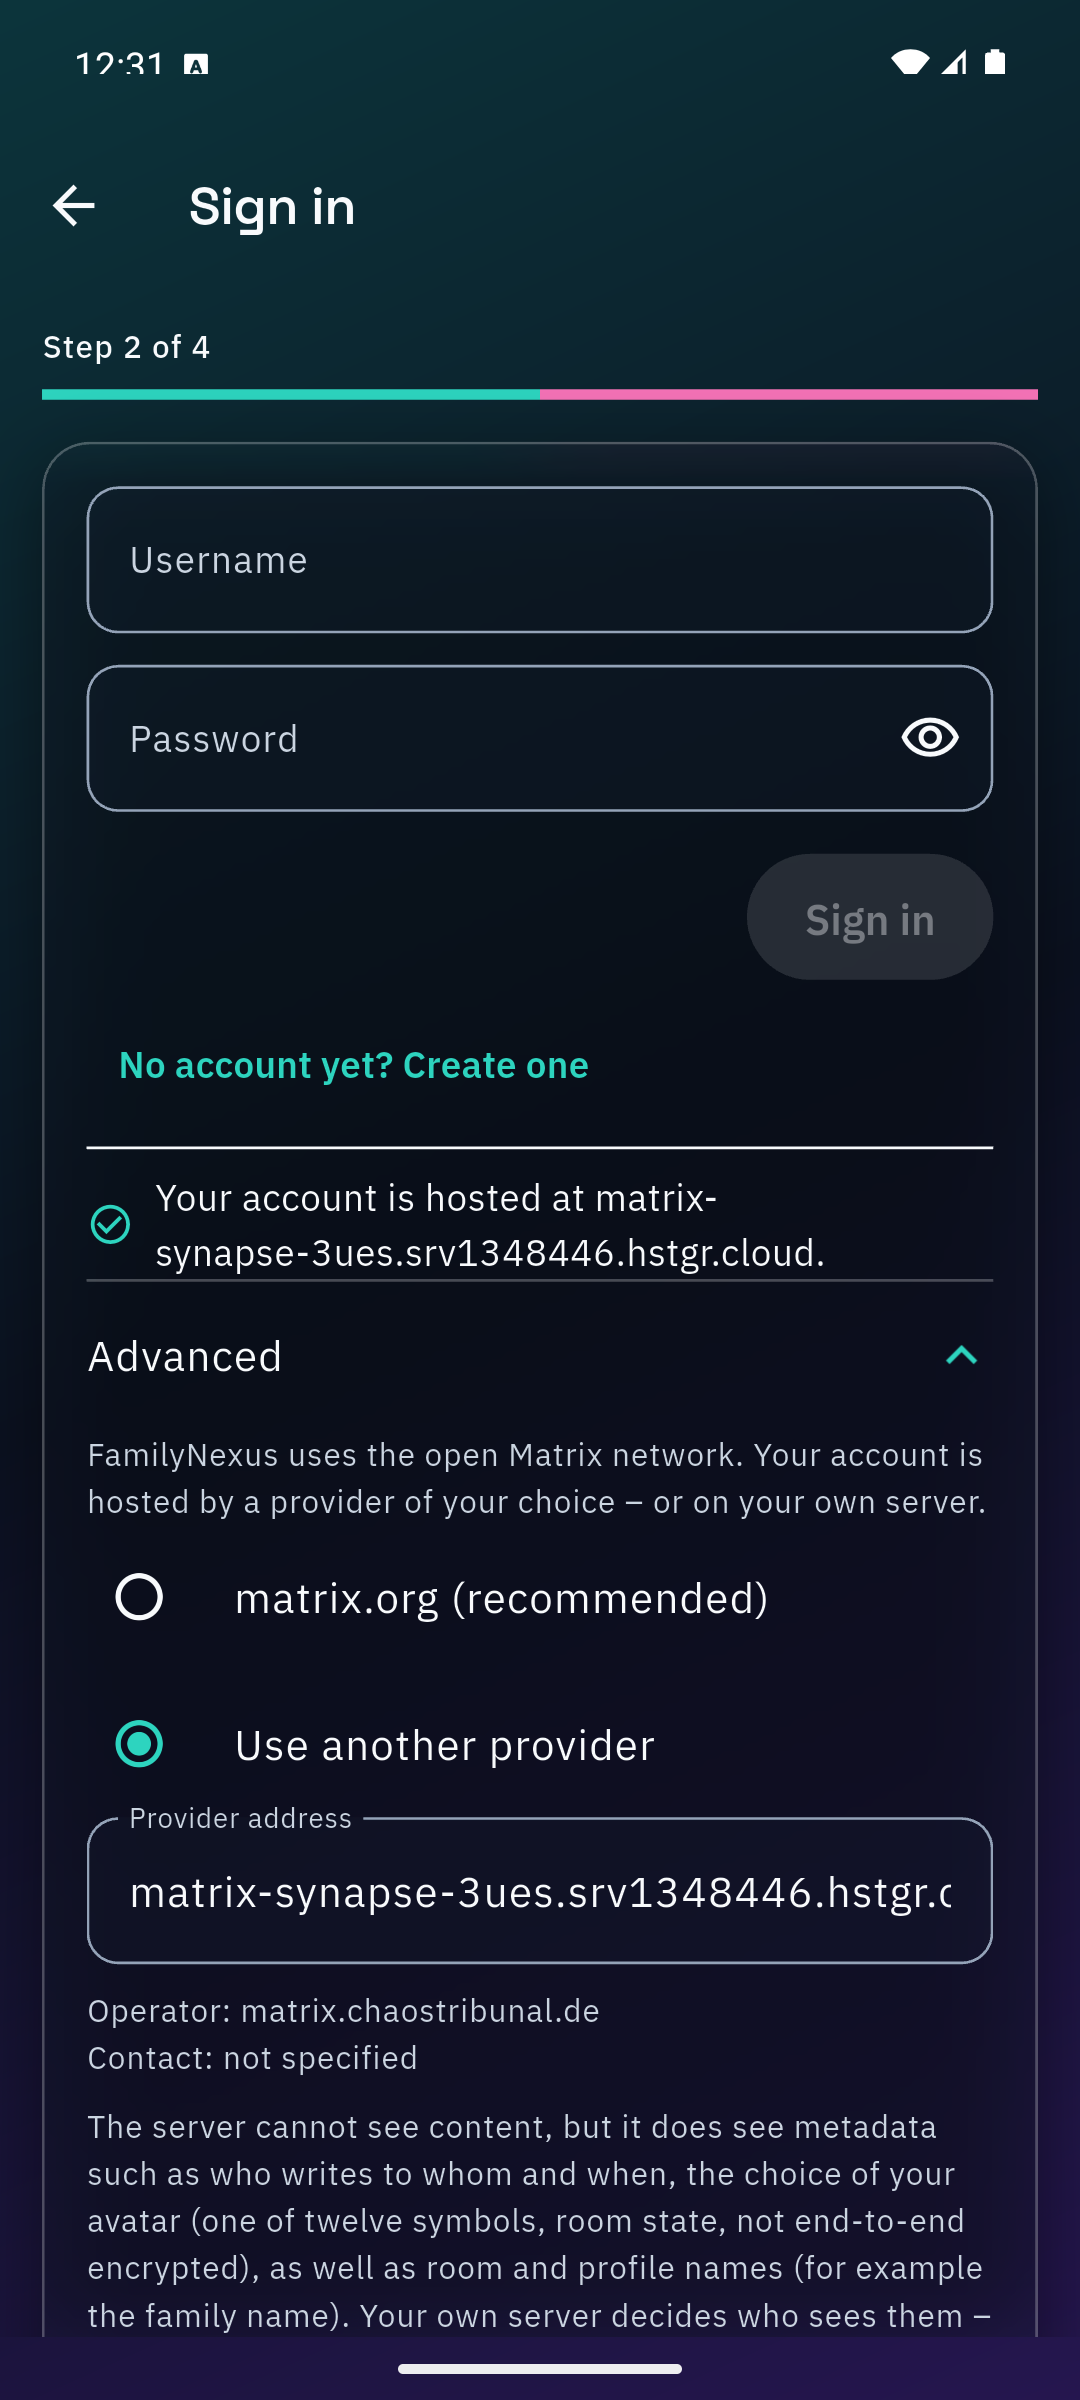 12:31
Sign in
Step 2 of 4
Username
Password
Sign in
No account yet? Create one
Your account is hosted at matrix-
synapse-3ues.srv1348446.hstgr.cloud.
Advanced
FamilyNexus uses the open Matrix network. Your account is
hosted by a provider of your choice – or on your own server.
matrix.org (recommended)
Use another provider
Provider address
matrix-synapse-3ues.srv1348446.hstgr.c
Operator: matrix.chaostribunal.de
Contact: not specified
The server cannot see content, but it does see metadata
such as who writes to whom and when, the choice of your
avatar (one of twelve symbols, room state, not end-to-end
encrypted), as well as room and profile names (for example
the family name). Your own server decides who sees them –